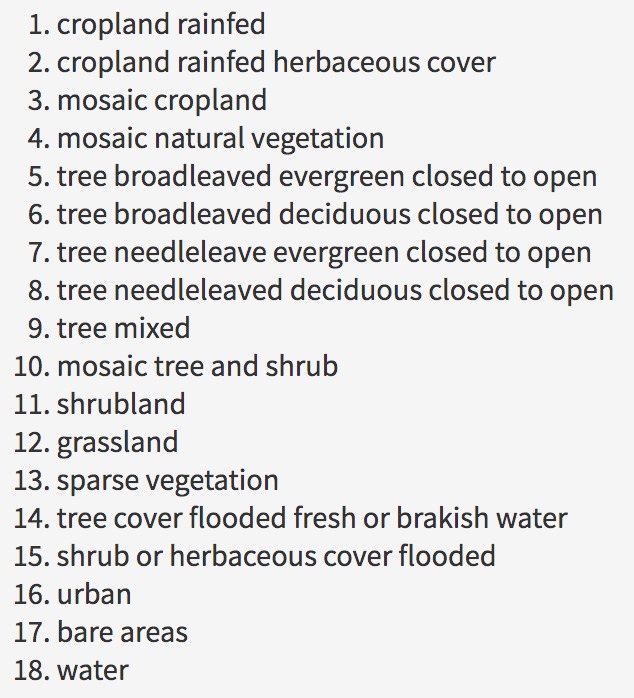 1. cropland rainfed
2. cropland rainfed herbaceous cover
3. mosaic cropland
4. mosaic natural vegetation
5. tree broadleaved evergreen closed to open
6. tree broadleaved deciduous closed to open
7. tree needleleave evergreen closed to open
8. tree needleleaved deciduous closed to open
9. tree mixed
10. mosaic tree and shrub
11. shrubland
12. grassland
13. sparse vegetation
14. tree cover flooded fresh or brakish water
15. shrub or herbaceous cover flooded
16. urban
17. bare areas
18. water